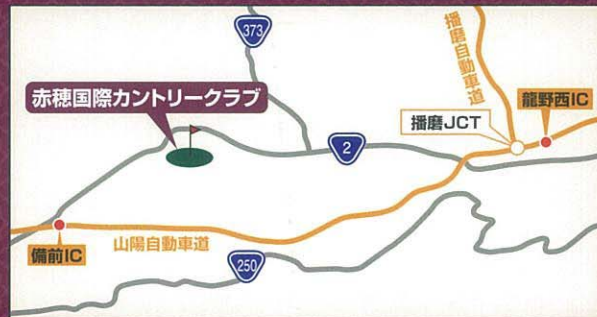 373
播磨自動車道
赤穂国際カントリークラブ
龍野西IC
播磨JCT
2
山陽自動車道
備前IC
250